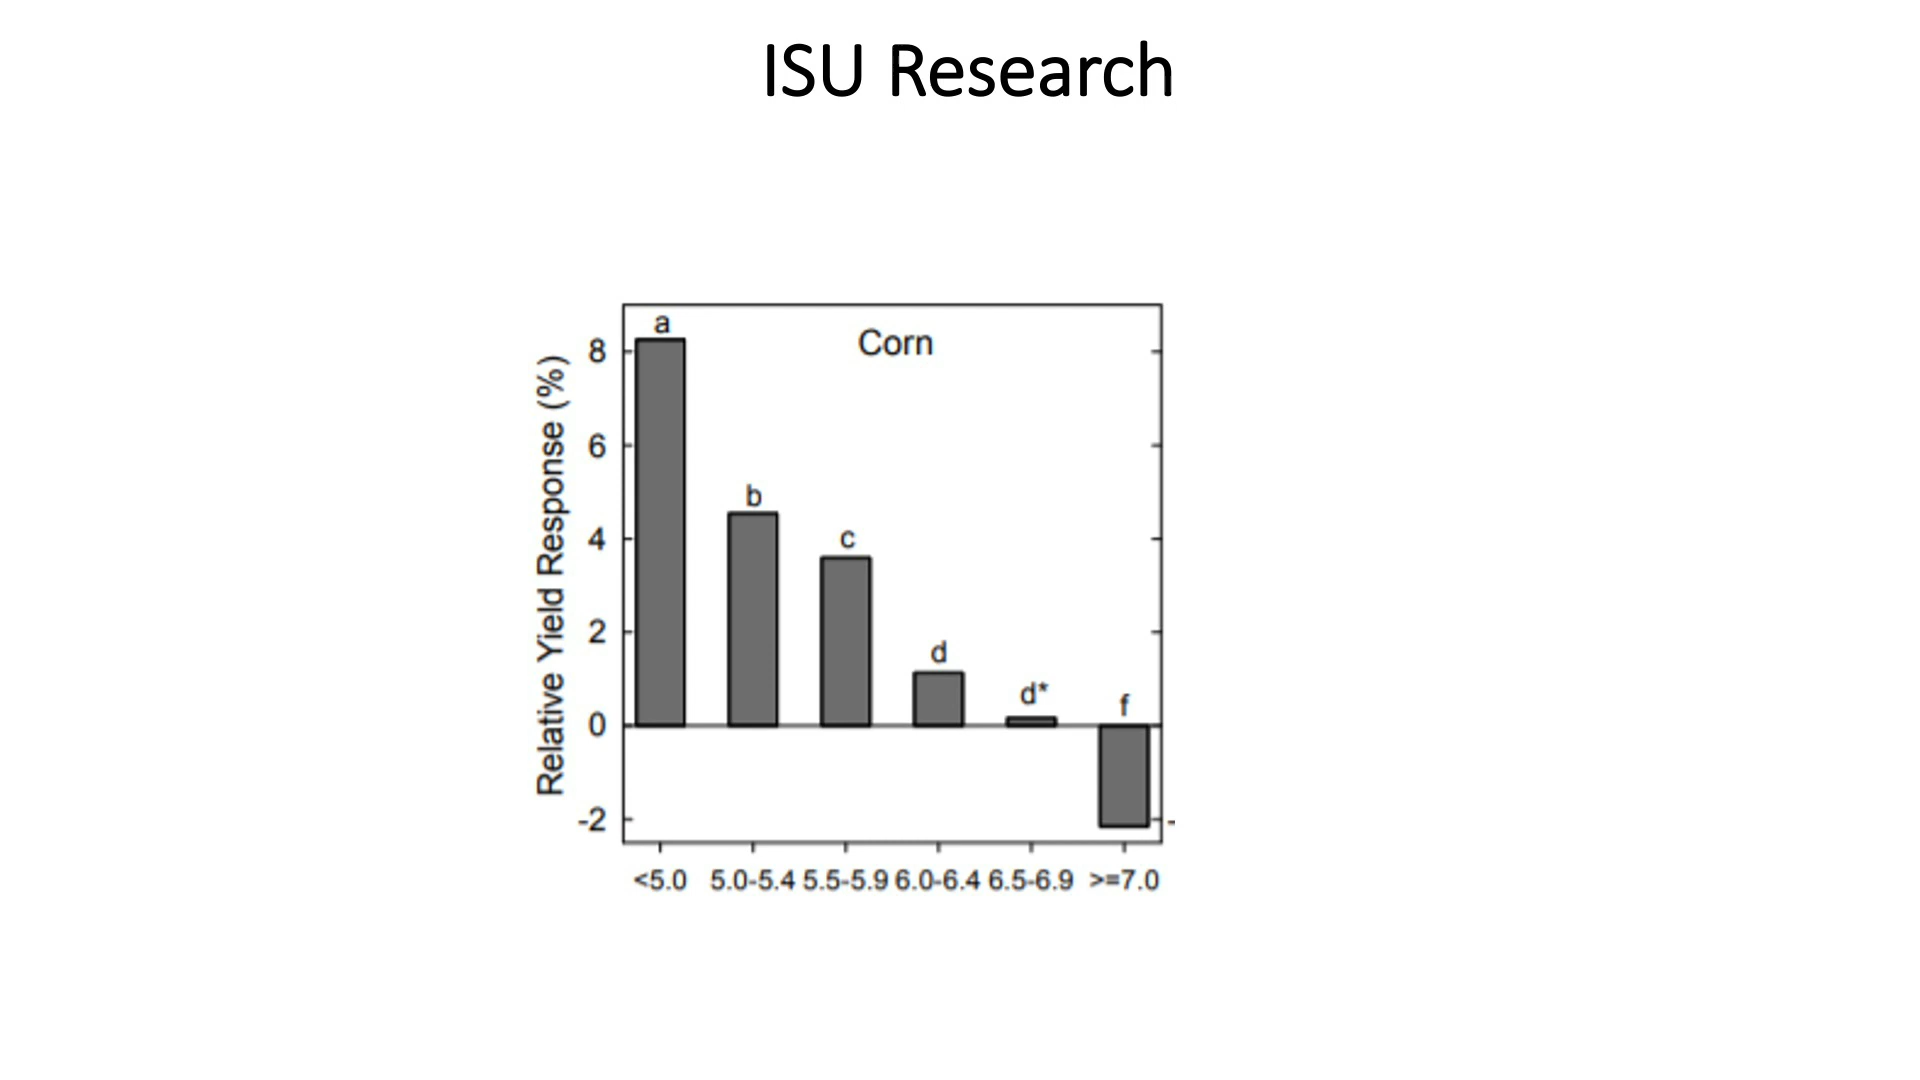 ISU Research
Corn
Relative Yield Response (%)
8
6
4
2
0
-2
a
b
c
d
d*
f
<5.0 5.0-5.4 5.5-5.9 6.0-6.4 6.5-6.9 >=7.0